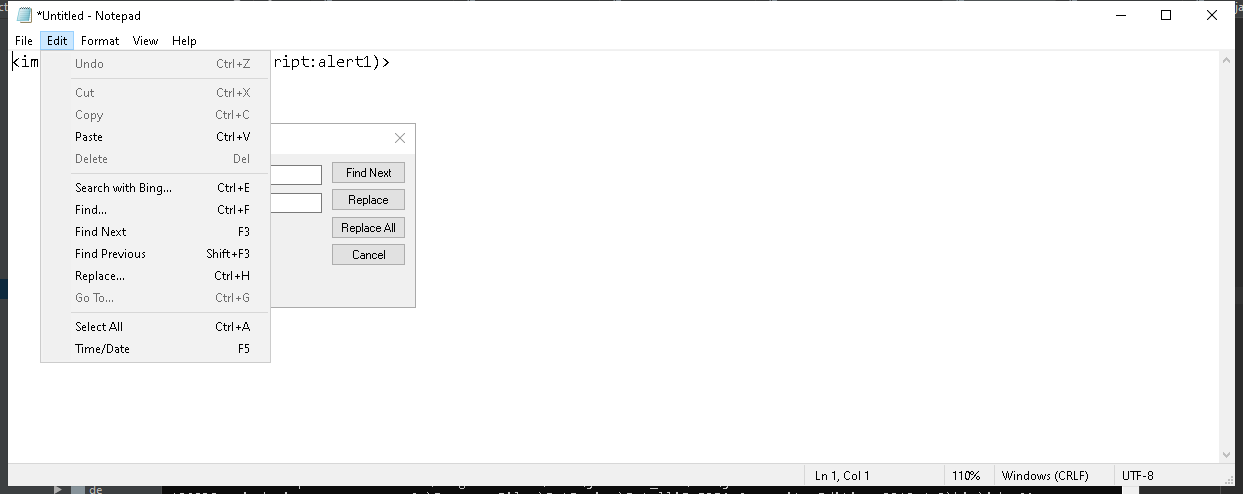 *Untitled - Notepad
File Edit Format View Help
<im ript:alert1)>
Undo Ctrl+Z
Cut Ctrl+X
Copy Ctrl+C
Paste Ctrl+V
Delete Del
Search with Bing... Ctrl+E
Find... Ctrl+F
Find Next F3
Find Previous Shift+F3
Replace... Ctrl+H
Go To... Ctrl+G
Select All Ctrl+A
Time/Date F5
Find Next
Replace
Replace All
Cancel
Ln 1, Col 1 110% Windows (CRLF) UTF-8
de